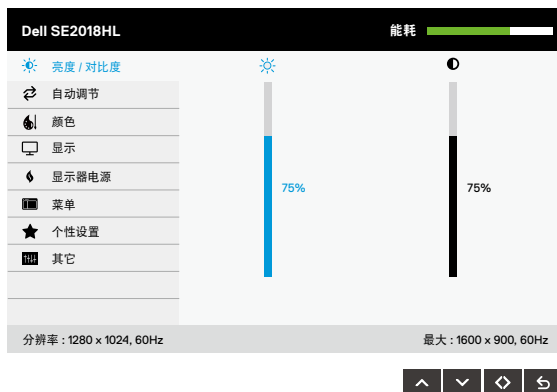 Dell SE2018HL 能耗
亮度 / 对比度
自动调节
颜色
显示
显示器电源
菜单
个性设置
其它
75%
75%
分辨率 : 1280 x 1024, 60Hz 最大 : 1600 x 900, 60Hz